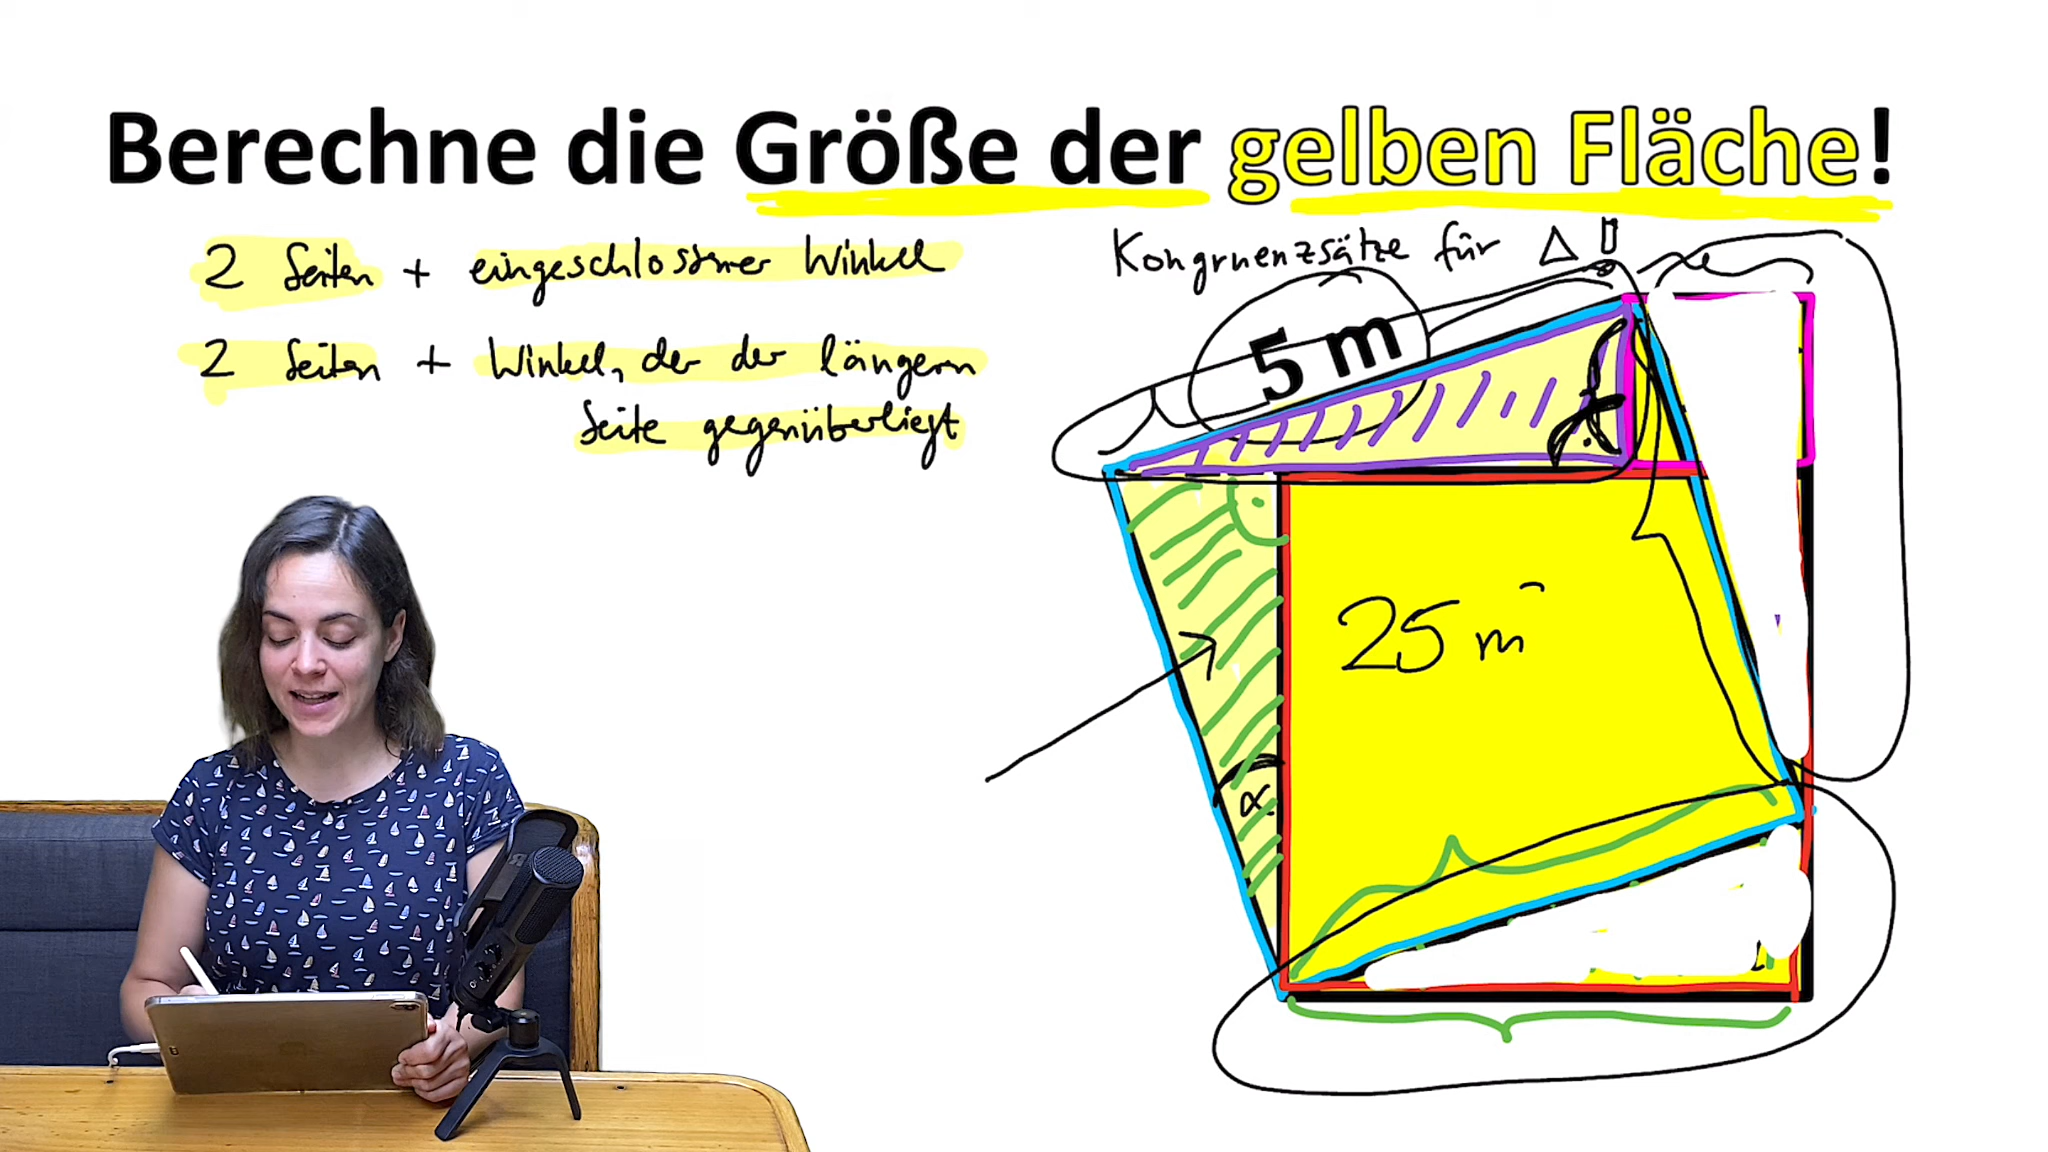 Berechne die Größe der gelben Fläche!
2 Seiten + eingeschlossener Winkel
Kongruenzsätze für △
2 Seiten + Winkel, der der längern
Seite gegenüberliegt
5 m
25 m
α